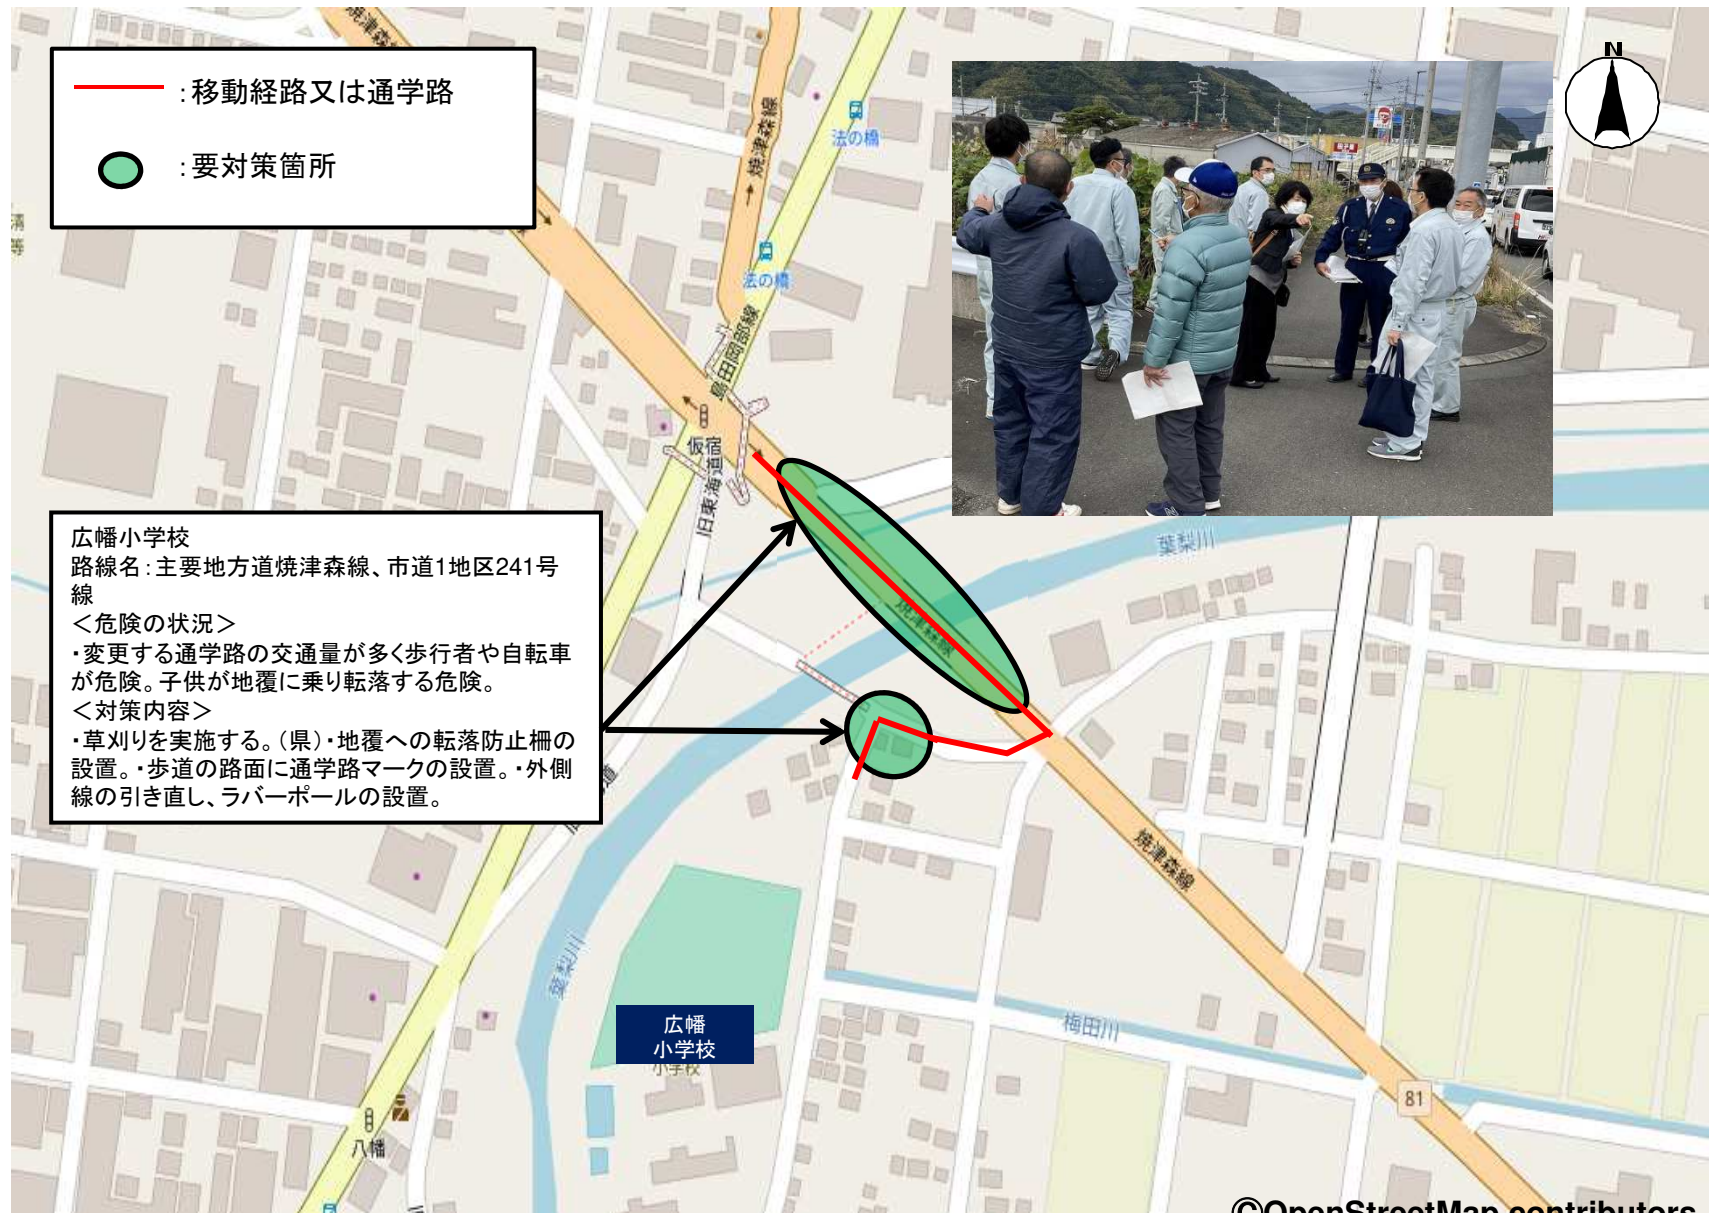 ：移動経路又は通学路
：要対策箇所
N
焼津森線
焼津森線
法の橋
法の橋
島田岡部線
仮宿
旧東海道
広幡小学校
路線名：主要地方道焼津森線、市道1地区241号
線
＜危険の状況＞
・変更する通学路の交通量が多く歩行者や自転車
が危険。子供が地覆に乗り転落する危険。
＜対策内容＞
・草刈りを実施する。（県）・地覆への転落防止柵の
設置。・歩道の路面に通学路マークの設置。・外側
線の引き直し、ラバーポールの設置。
葉梨川
焼津森線
道
焼津森線
葉梨川
広幡
小学校
小学校
梅田川
81
八幡
©OpenStreetMap contributors